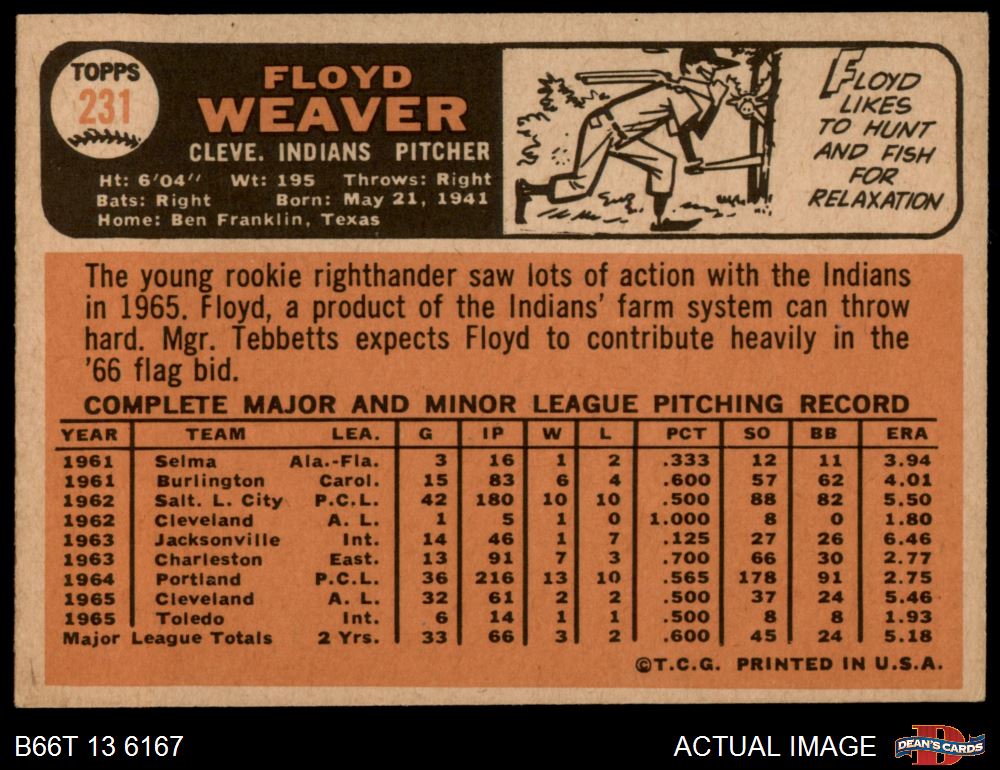 TOPPS
231
FLOYD
WEAVER
CLEVE. INDIANS PITCHER
Ht: 6'04" Wt: 195 Throws: Right
Bats: Right Born: May 21, 1941
Home: Ben Franklin, Texas
FLOYD
LIKES
TO HUNT
AND FISH
FOR
RELAXATION
The young rookie righthander saw lots of action with the Indians
in 1965. Floyd, a product of the Indians' farm system can throw
hard. Mgr. Tebbetts expects Floyd to contribute heavily in the
'66 flag bid.
COMPLETE MAJOR AND MINOR LEAGUE PITCHING RECORD
YEAR TEAM LEA. G IP W L PCT SO BB ERA
1961 Selma Ala.-Fla. 3 16 1 2 .333 12 11 3.94
1961 Burlington Carol. 15 83 6 4 .600 57 62 4.01
1962 Salt. L. City P.C.L. 42 180 10 10 .500 88 82 5.50
1962 Cleveland A. L. 1 5 1 0 1.000 8 0 1.80
1963 Jacksonville Int. 14 46 1 7 .125 27 26 6.46
1963 Charleston East. 13 91 7 3 .700 66 30 2.77
1964 Portland P.C.L. 36 216 13 10 .565 178 91 2.75
1965 Cleveland A. L. 32 61 2 2 .500 37 24 5.46
1965 Toledo Int. 6 14 1 1 .500 8 8 1.93
Major League Totals 2 Yrs. 33 66 3 2 .600 45 24 5.18
©T.C.G. PRINTED IN U.S.A.
B66T 13 6167
ACTUAL IMAGE
DEAN'S CARDS